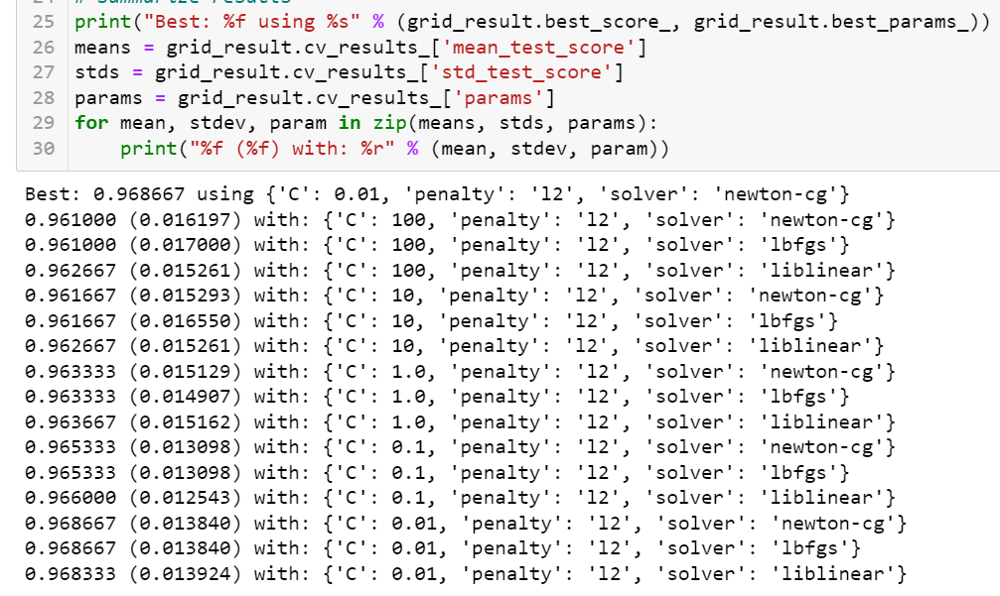 # Summarize results
25 print("Best: %f using %s" % (grid_result.best_score_, grid_result.best_params_))
26 means = grid_result.cv_results_['mean_test_score']
27 stds = grid_result.cv_results_['std_test_score']
28 params = grid_result.cv_results_['params']
29 for mean, stdev, param in zip(means, stds, params):
30     print("%f (%f) with: %r" % (mean, stdev, param))
Best: 0.968667 using {'C': 0.01, 'penalty': 'l2', 'solver': 'newton-cg'}
0.961000 (0.016197) with: {'C': 100, 'penalty': 'l2', 'solver': 'newton-cg'}
0.961000 (0.017000) with: {'C': 100, 'penalty': 'l2', 'solver': 'lbfgs'}
0.962667 (0.015261) with: {'C': 100, 'penalty': 'l2', 'solver': 'liblinear'}
0.961667 (0.015293) with: {'C': 10, 'penalty': 'l2', 'solver': 'newton-cg'}
0.961667 (0.016550) with: {'C': 10, 'penalty': 'l2', 'solver': 'lbfgs'}
0.962667 (0.015261) with: {'C': 10, 'penalty': 'l2', 'solver': 'liblinear'}
0.963333 (0.015129) with: {'C': 1.0, 'penalty': 'l2', 'solver': 'newton-cg'}
0.963333 (0.014907) with: {'C': 1.0, 'penalty': 'l2', 'solver': 'lbfgs'}
0.963667 (0.015162) with: {'C': 1.0, 'penalty': 'l2', 'solver': 'liblinear'}
0.965333 (0.013098) with: {'C': 0.1, 'penalty': 'l2', 'solver': 'newton-cg'}
0.965333 (0.013098) with: {'C': 0.1, 'penalty': 'l2', 'solver': 'lbfgs'}
0.966000 (0.012543) with: {'C': 0.1, 'penalty': 'l2', 'solver': 'liblinear'}
0.968667 (0.013840) with: {'C': 0.01, 'penalty': 'l2', 'solver': 'newton-cg'}
0.968667 (0.013840) with: {'C': 0.01, 'penalty': 'l2', 'solver': 'lbfgs'}
0.968333 (0.013924) with: {'C': 0.01, 'penalty': 'l2', 'solver': 'liblinear'}